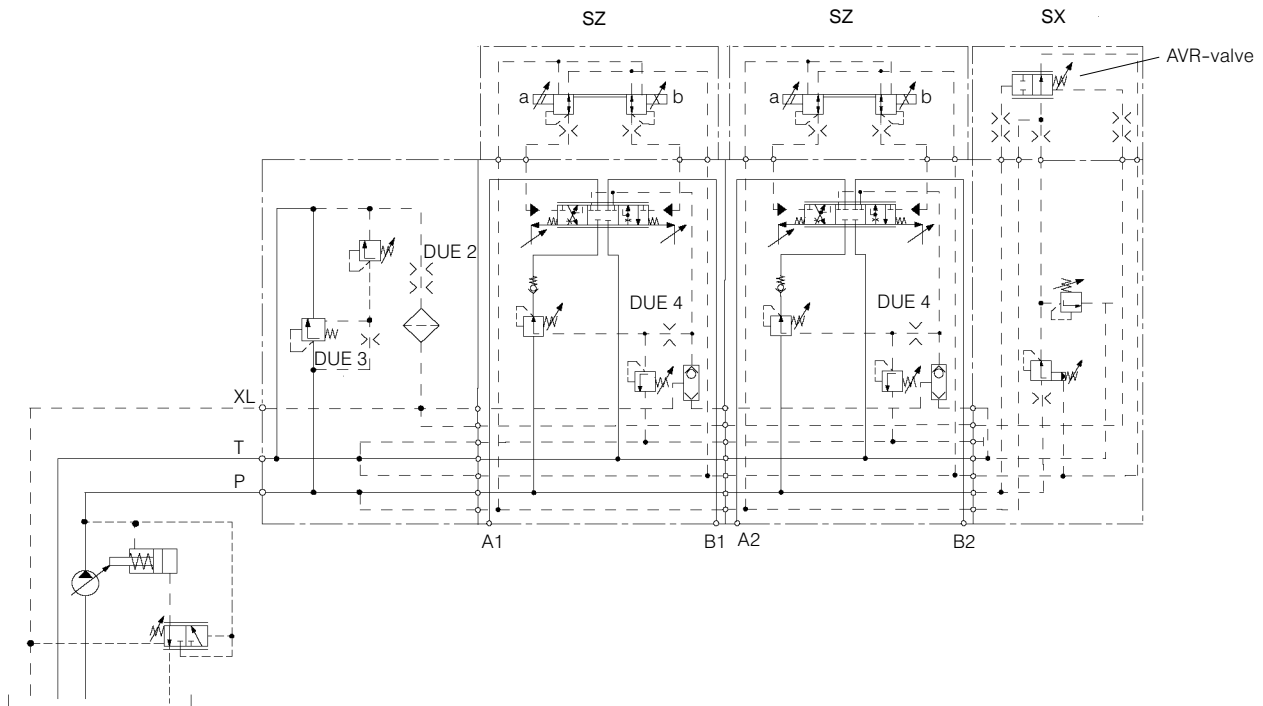 SZ
SZ
SX
AVR-valve
a
b
a
b
DUE 2
DUE 4
DUE 4
DUE 3
XL
T
P
A1
B1
A2
B2